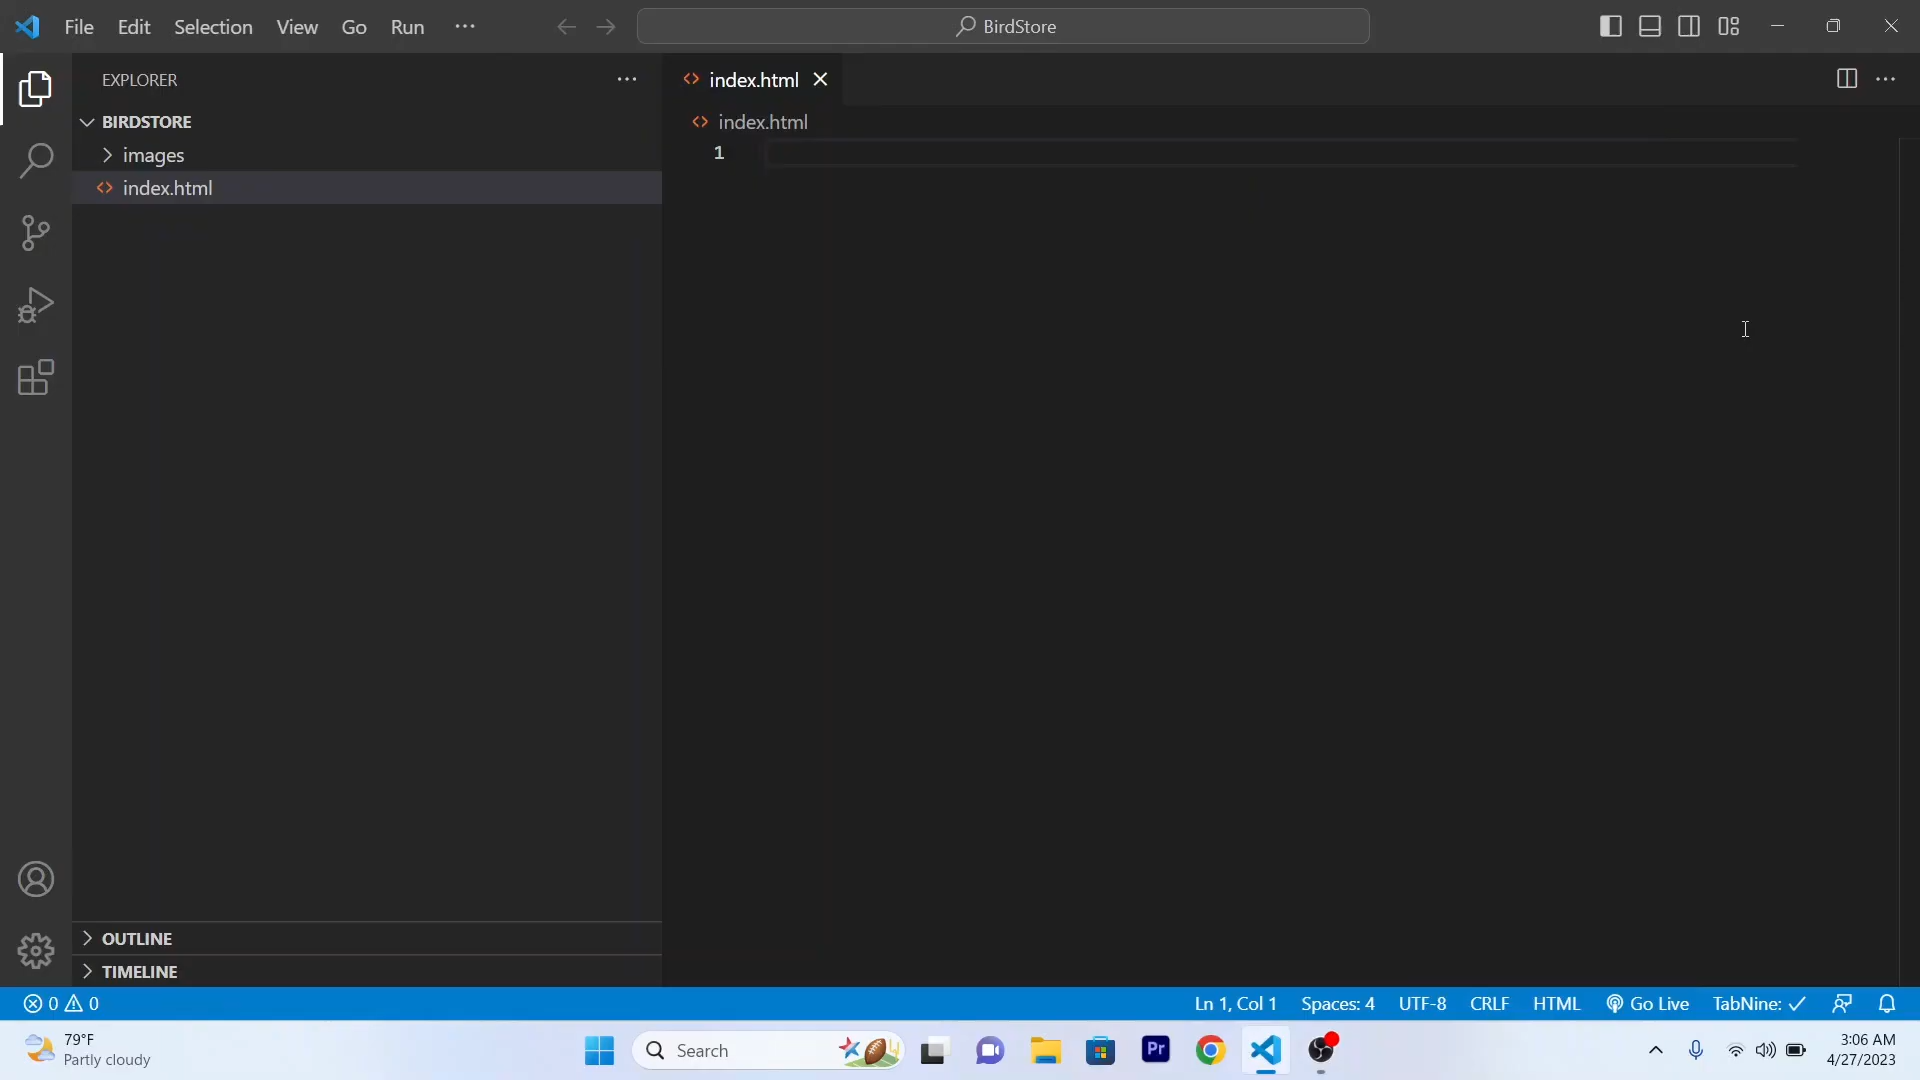 File Edit Selection View Go Run ··· BirdStore
EXPLORER ···
BIRDSTORE
images
index.html
OUTLINE
TIMELINE
index.html
index.html
1
0 0 Ln 1, Col 1 Spaces: 4 UTF-8 CRLF HTML Go Live TabNine:
79°F
Partly cloudy
Search
Pr
3:06 AM
4/27/2023